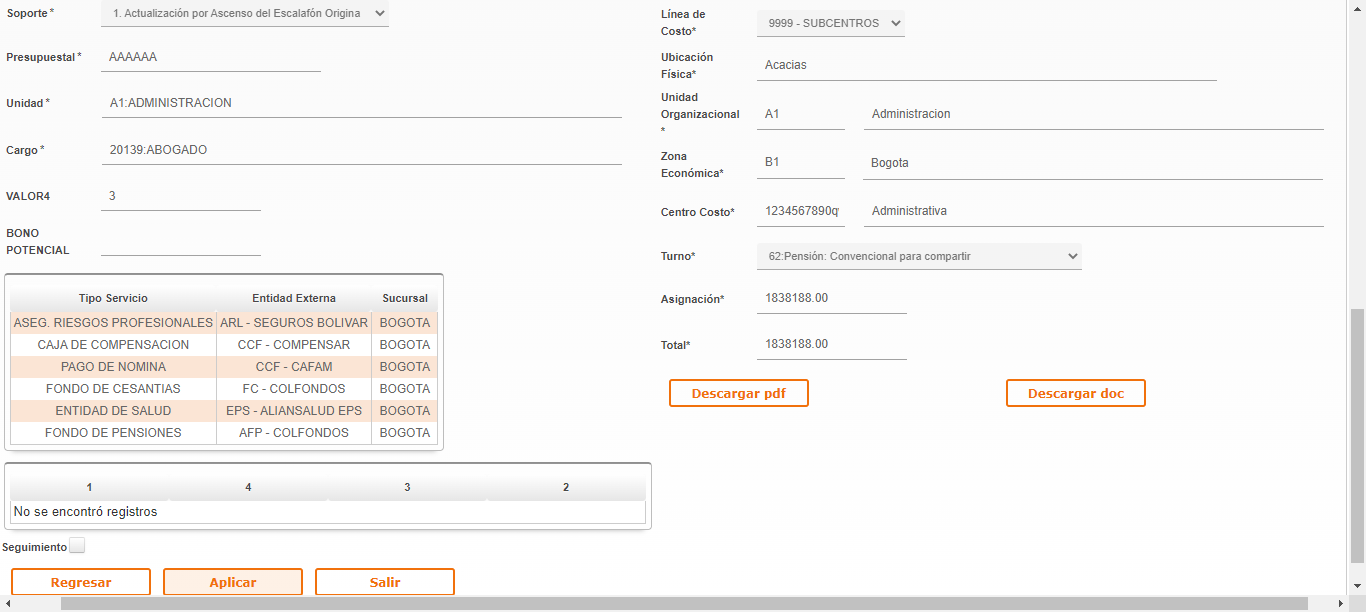 Soporte* 1. Actualización por Ascenso del Escalafón Origina
Presupuestal* AAAAAA
Unidad* A1:ADMINISTRACION
Cargo* 20139:ABOGADO
VALOR4 3
BONO
POTENCIAL
Tipo Servicio Entidad Externa Sucursal
ASEG. RIESGOS PROFESIONALES ARL - SEGUROS BOLIVAR BOGOTA
CAJA DE COMPENSACION CCF - COMPENSAR BOGOTA
PAGO DE NOMINA CCF - CAFAM BOGOTA
FONDO DE CESANTIAS FC - COLFONDOS BOGOTA
ENTIDAD DE SALUD EPS - ALIANSALUD EPS BOGOTA
FONDO DE PENSIONES AFP - COLFONDOS BOGOTA
1 4 3 2
No se encontró registros
Seguimiento
Regresar Aplicar Salir
Línea de
Costo* 9999 - SUBCENTROS
Ubicación
Física* Acacias
Unidad
Organizacional A1 Administracion
*
Zona
Económica* B1 Bogota
Centro Costo* 1234567890q Administrativa
Turno* 62:Pensión: Convencional para compartir
Asignación* 1838188.00
Total* 1838188.00
Descargar pdf Descargar doc